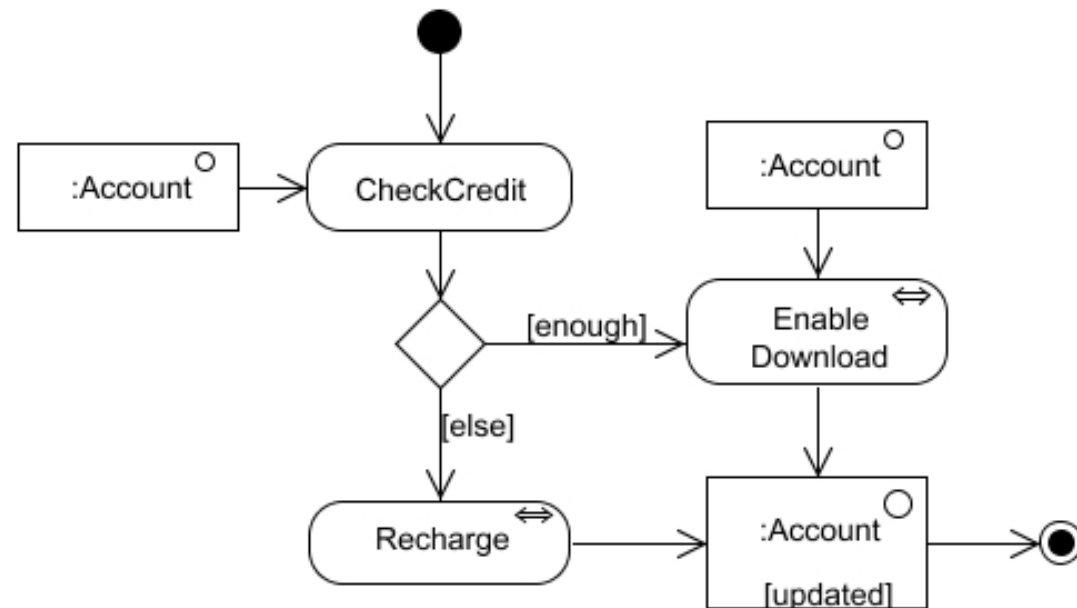 :Account
CheckCredit
:Account
[enough]
Enable
Download
[else]
Recharge
:Account
[updated]